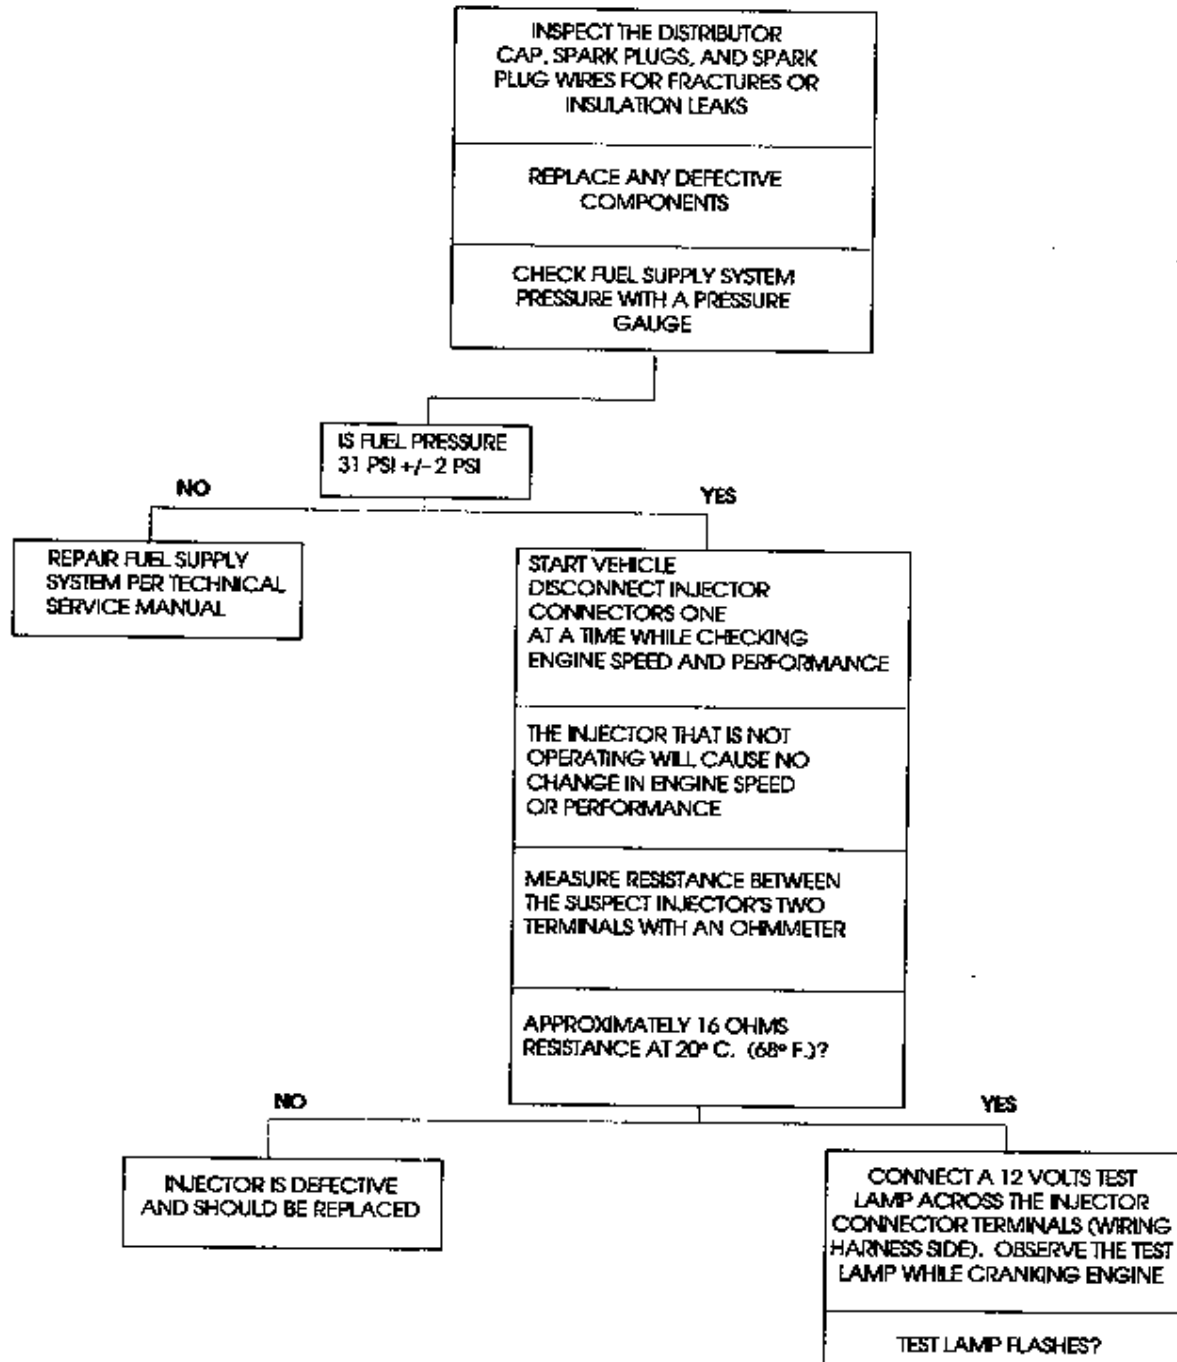 INSPECT THE DISTRIBUTOR
CAP, SPARK PLUGS, AND SPARK
PLUG WIRES FOR FRACTURES OR
INSULATION LEAKS
REPLACE ANY DEFECTIVE
COMPONENTS
CHECK FUEL SUPPLY SYSTEM
PRESSURE WITH A PRESSURE
GAUGE
IS FUEL PRESSURE
31 PSI +/- 2 PSI
NO
YES
REPAIR FUEL SUPPLY
SYSTEM PER TECHNICAL
SERVICE MANUAL
START VEHICLE
DISCONNECT INJECTOR
CONNECTORS ONE
AT A TIME WHILE CHECKING
ENGINE SPEED AND PERFORMANCE
THE INJECTOR THAT IS NOT
OPERATING WILL CAUSE NO
CHANGE IN ENGINE SPEED
OR PERFORMANCE
MEASURE RESISTANCE BETWEEN
THE SUSPECT INJECTOR'S TWO
TERMINALS WITH AN OHMMETER
APPROXIMATELY 16 OHMS
RESISTANCE AT 20° C. (68° F.)?
NO
YES
INJECTOR IS DEFECTIVE
AND SHOULD BE REPLACED
CONNECT A 12 VOLTS TEST
LAMP ACROSS THE INJECTOR
CONNECTOR TERMINALS (WIRING
HARNESS SIDE). OBSERVE THE TEST
LAMP WHILE CRANKING ENGINE
TEST LAMP FLASHES?